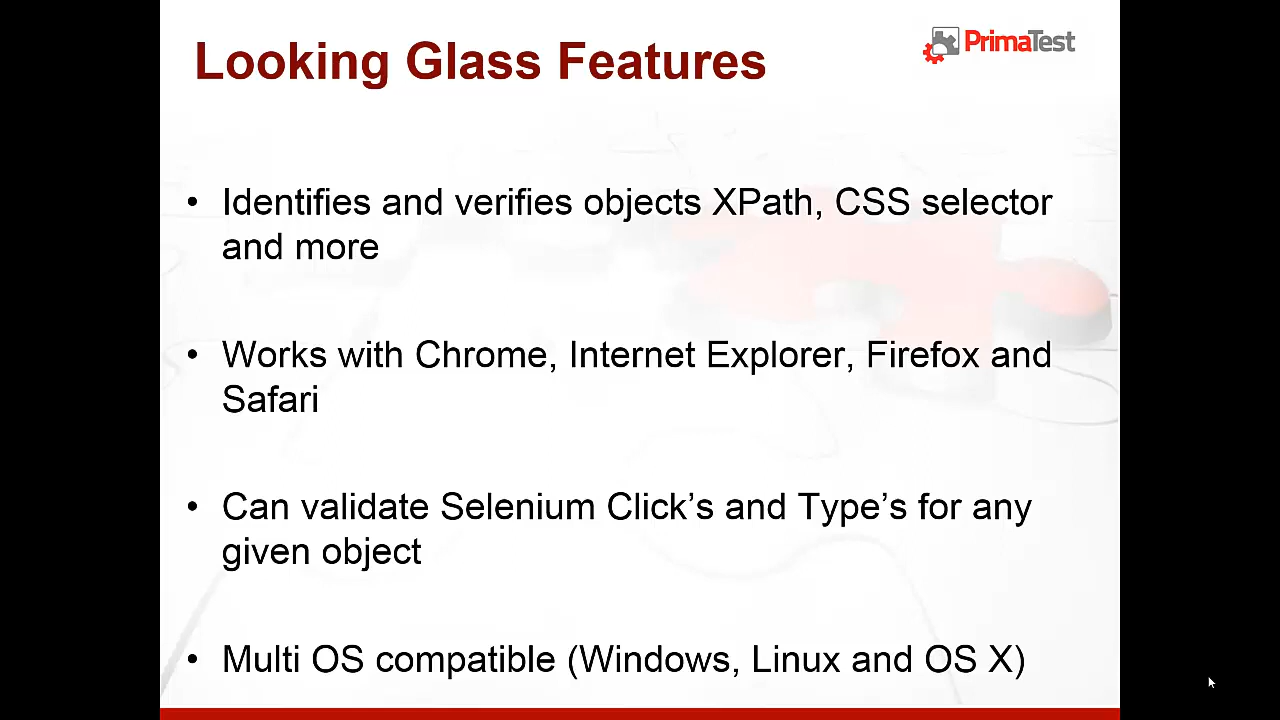 Looking Glass Features
PrimaTest
• Identifies and verifies objects XPath, CSS selector
and more
• Works with Chrome, Internet Explorer, Firefox and
Safari
• Can validate Selenium Click’s and Type’s for any
given object
• Multi OS compatible (Windows, Linux and OS X)